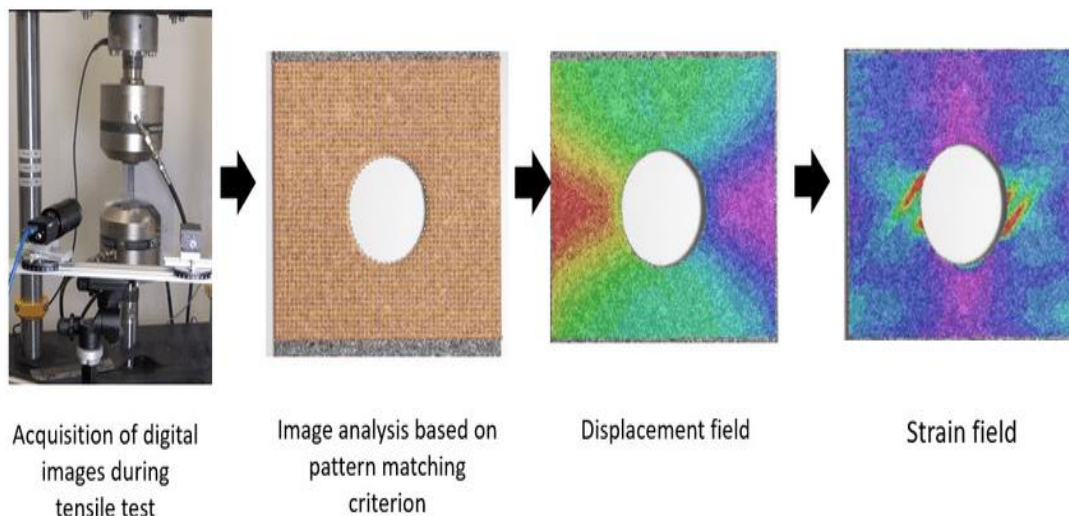 Acquisition of digital
images during
tensile test
Image analysis based on
pattern matching
criterion
Displacement field
Strain field